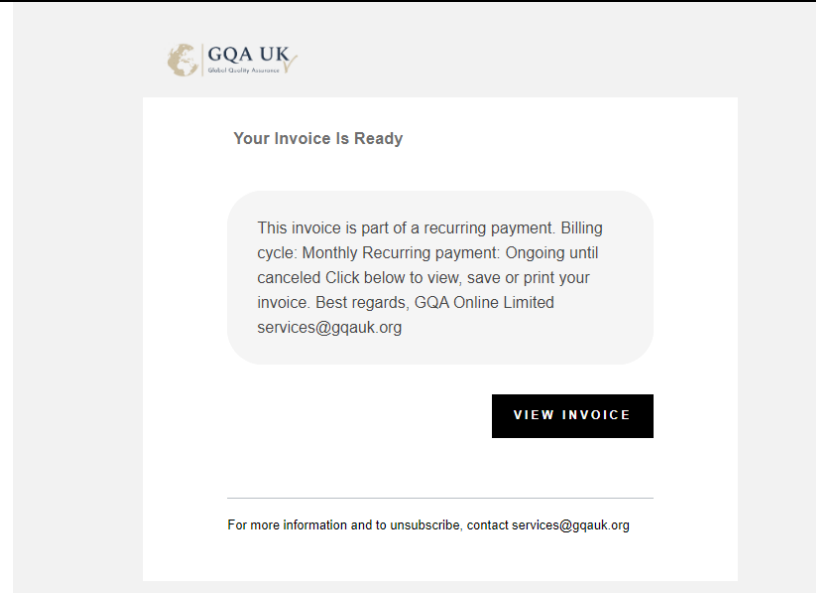 GQA UK
Global Quality Assurance
Your Invoice Is Ready
This invoice is part of a recurring payment. Billing
cycle: Monthly Recurring payment: Ongoing until
canceled Click below to view, save or print your
invoice. Best regards, GQA Online Limited
services@gqauk.org
VIEW INVOICE
For more information and to unsubscribe, contact services@gqauk.org